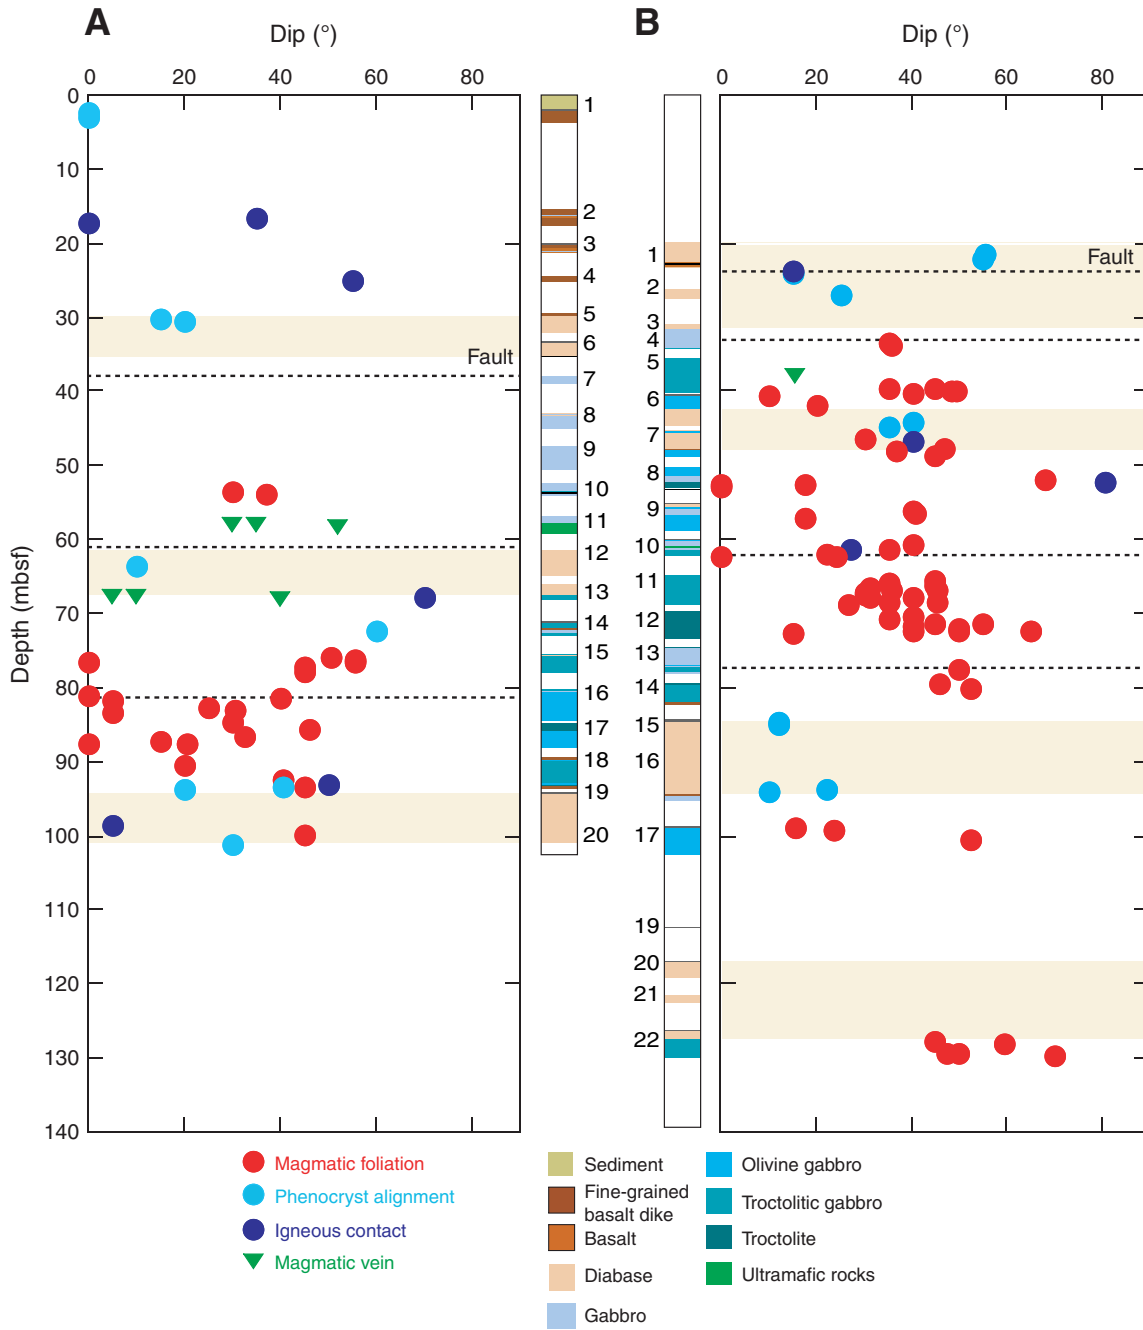 A
B
Dip (°)
Dip (°)
0 20 40 60 80
0 20 40 60 80
Depth (mbsf)
0
10
20
30
40
50
60
70
80
90
100
110
120
130
140
Fault
Fault
1
2
3
4
5
6
7
8
9
10
11
12
13
14
15
16
17
18
19
20
1
2
3
4
5
6
7
8
9
10
11
12
13
14
15
16
17
19
20
21
22
Magmatic foliation
Phenocryst alignment
Igneous contact
Magmatic vein
Sediment
Fine-grained
basalt dike
Basalt
Diabase
Gabbro
Olivine gabbro
Troctolitic gabbro
Troctolite
Ultramafic rocks